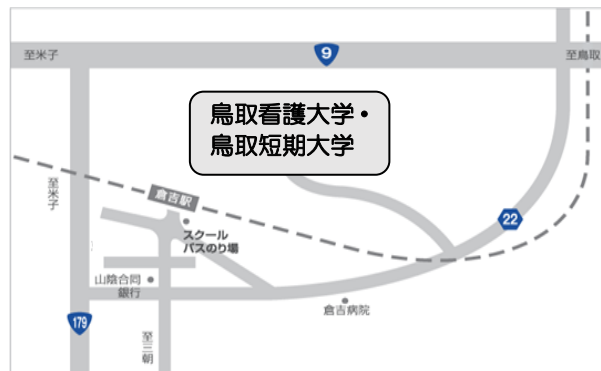 至米子
9
至鳥取
鳥取看護大学・
鳥取短期大学
至米子
倉吉駅
スクール
バスのり場
22
山陰合同
銀行
倉吉病院
179
至三朝